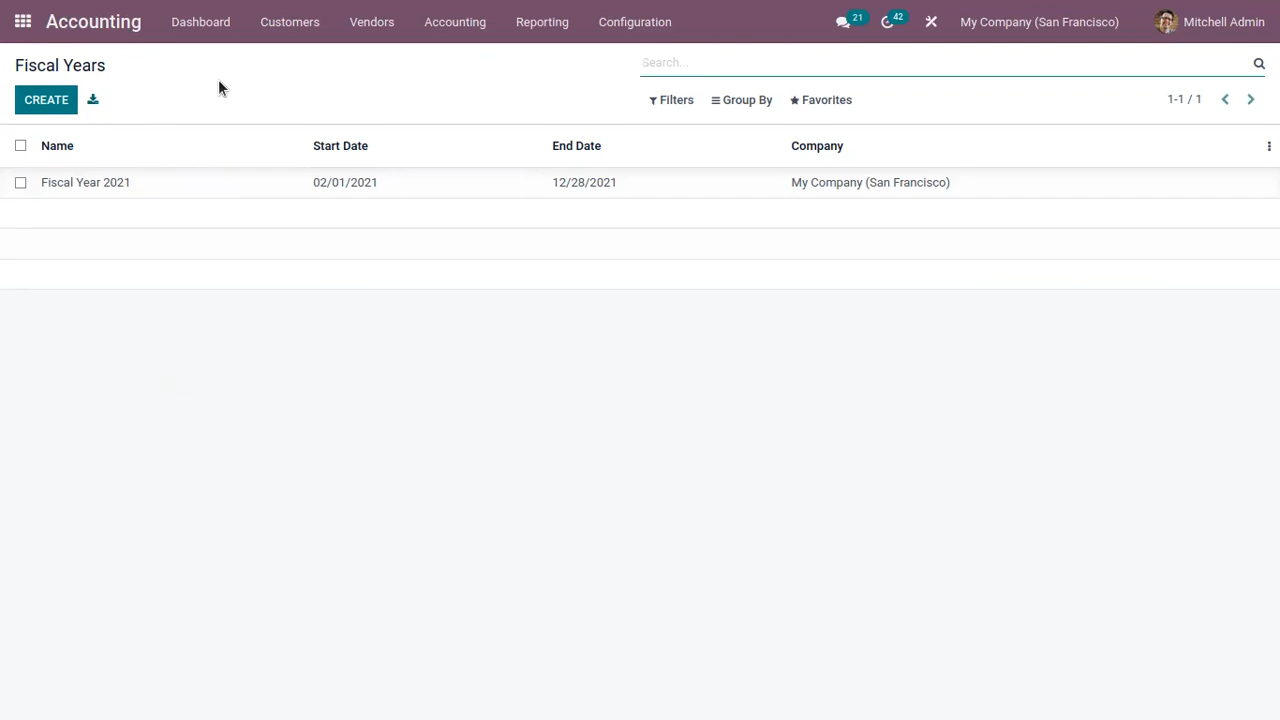 Accounting Dashboard Customers Vendors Accounting Reporting Configuration 21 42 My Company (San Francisco) Mitchell Admin
Fiscal Years
Search...
CREATE
Filters Group By Favorites
1-1 / 1
Name Start Date End Date Company
Fiscal Year 2021 02/01/2021 12/28/2021 My Company (San Francisco)